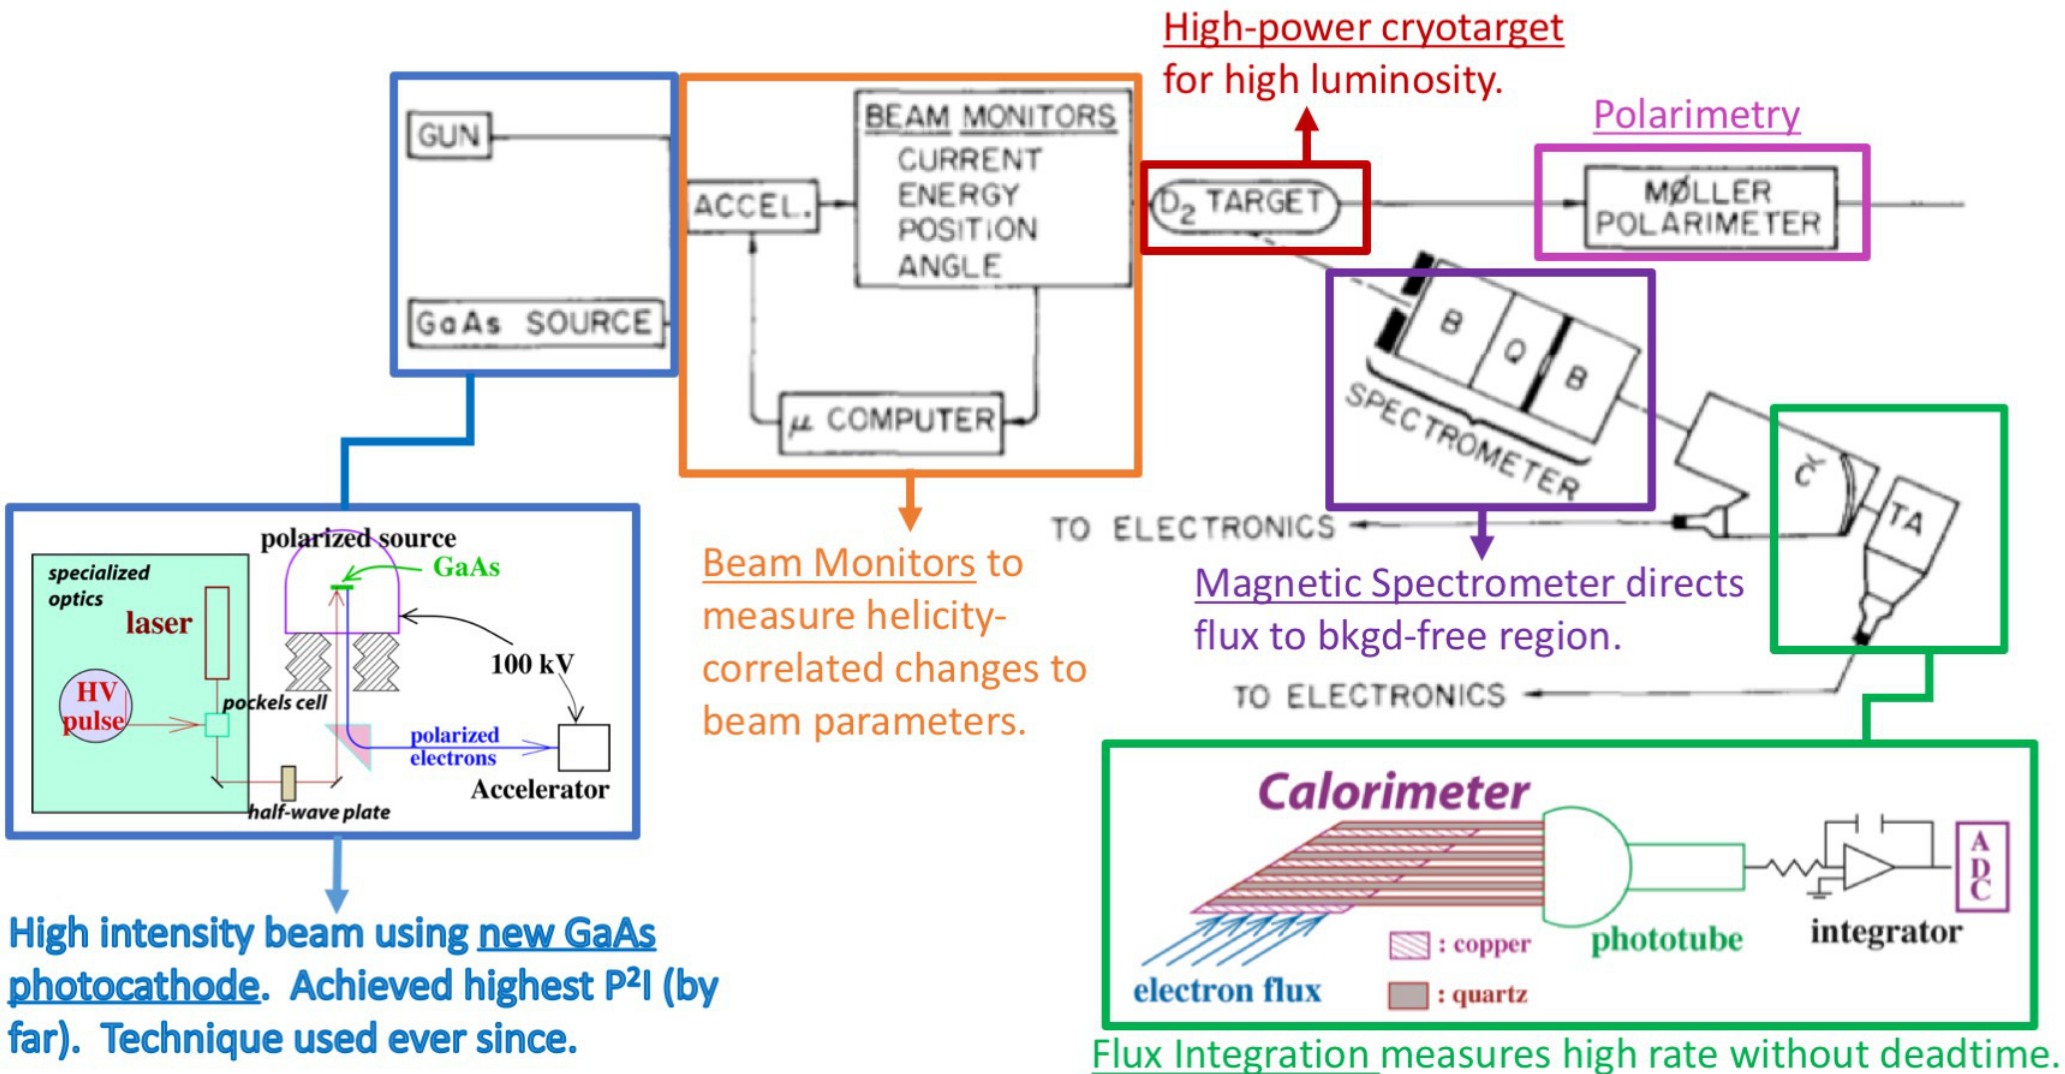 High-power cryotarget
for high luminosity.
Polarimetry
GUN
GaAs SOURCE
ACCEL.
BEAM MONITORS
CURRENT
ENERGY
POSITION
ANGLE
μ COMPUTER
D2 TARGET
MØLLER
POLARIMETER
B
Q
B
SPECTROMETER
Č
TA
TO ELECTRONICS
TO ELECTRONICS
polarized source
GaAs
specialized
optics
laser
100 kV
HV
pulse
pockels cell
polarized
electrons
Accelerator
half-wave plate
Beam Monitors to
measure helicity-
correlated changes to
beam parameters.
Magnetic Spectrometer directs
flux to bkgd-free region.
High intensity beam using new GaAs
photocathode. Achieved highest P²I (by
far). Technique used ever since.
Calorimeter
A
D
C
integrator
phototube
: copper
: quartz
electron flux
Flux Integration measures high rate without deadtime.